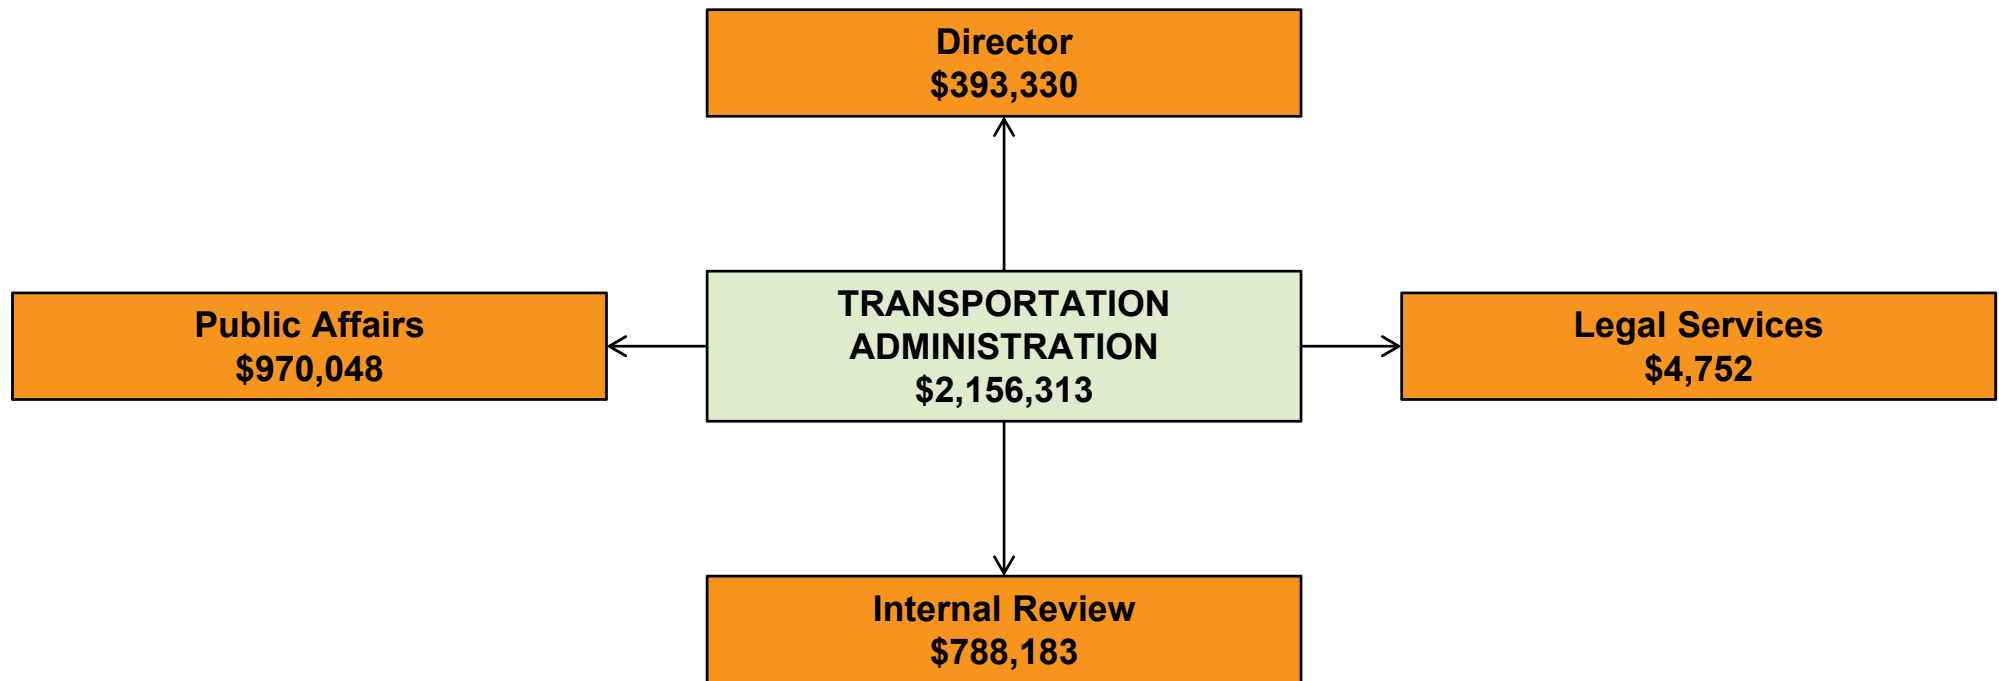 Director
$393,330
Public Affairs
$970,048
TRANSPORTATION
ADMINISTRATION
$2,156,313
Legal Services
$4,752
Internal Review
$788,183